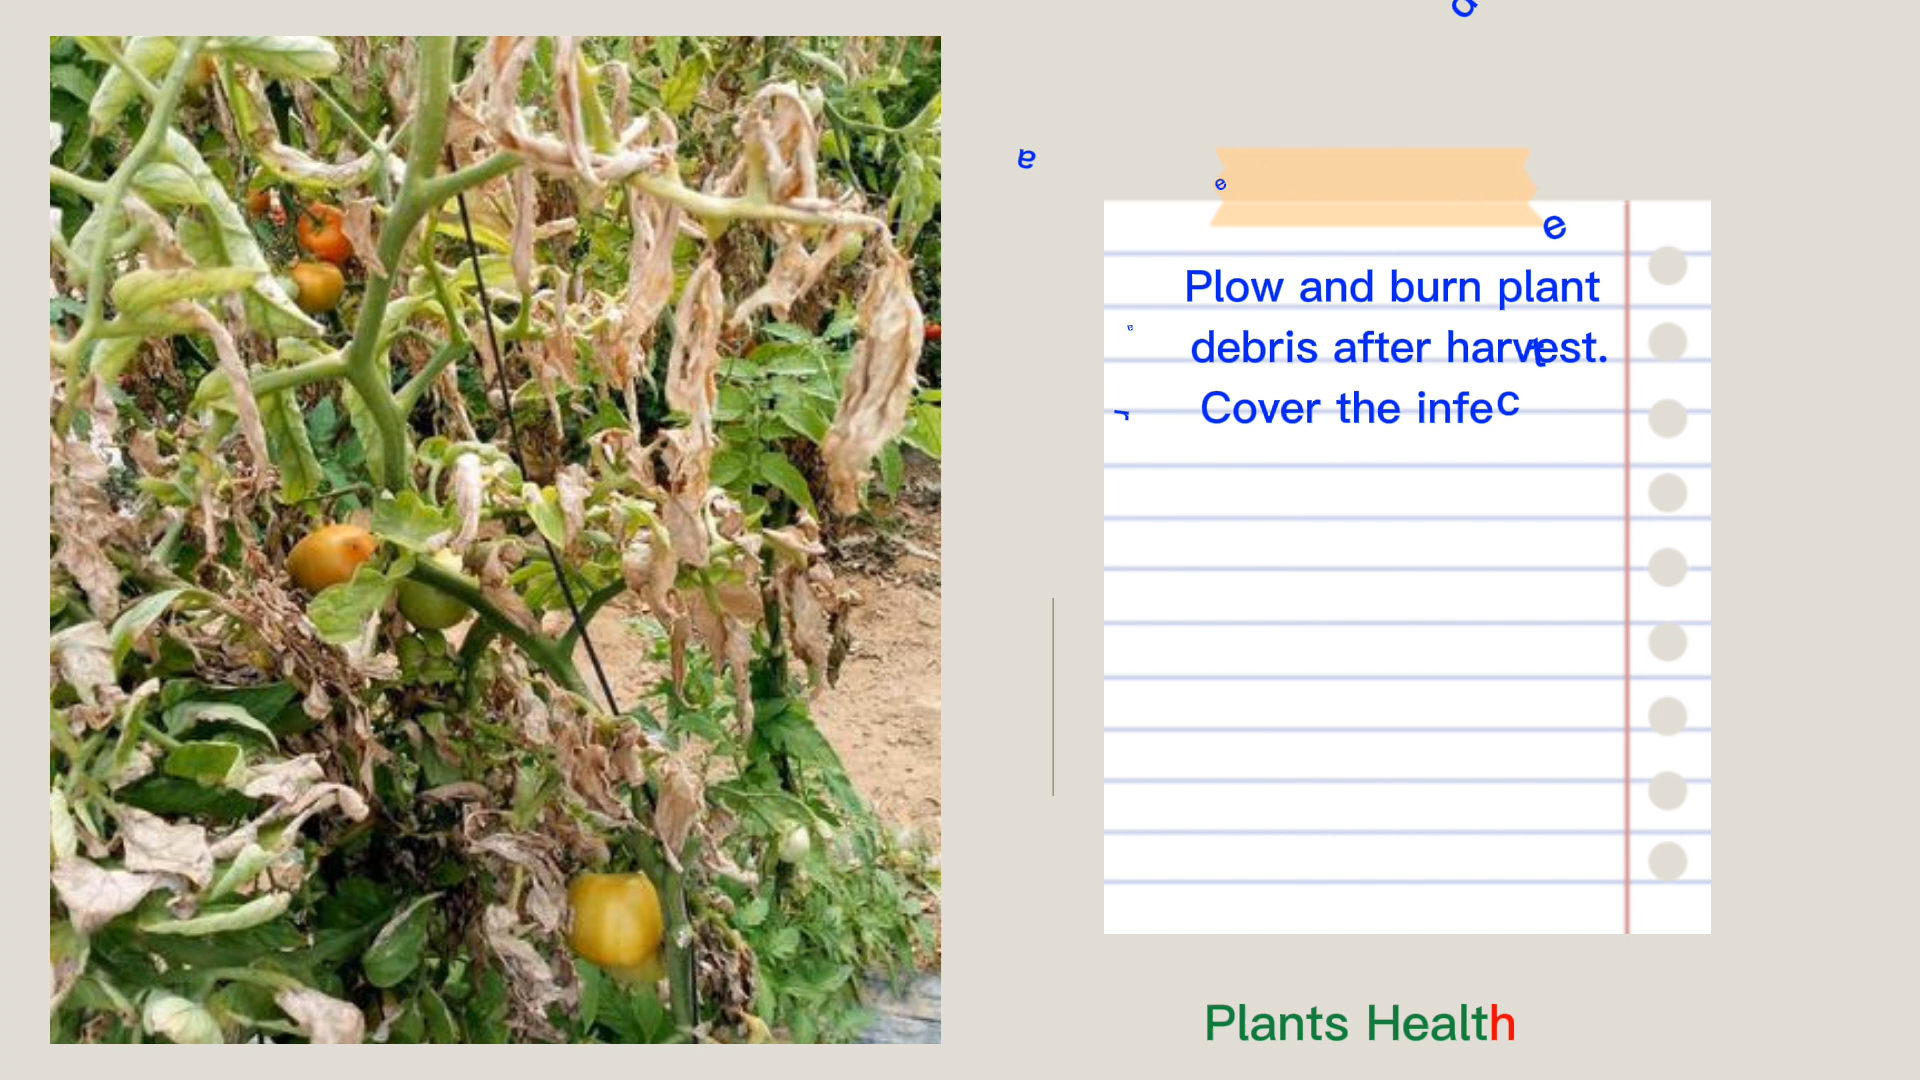 Plow and burn plant
debris after harvest.
Cover the infec
Plants Health